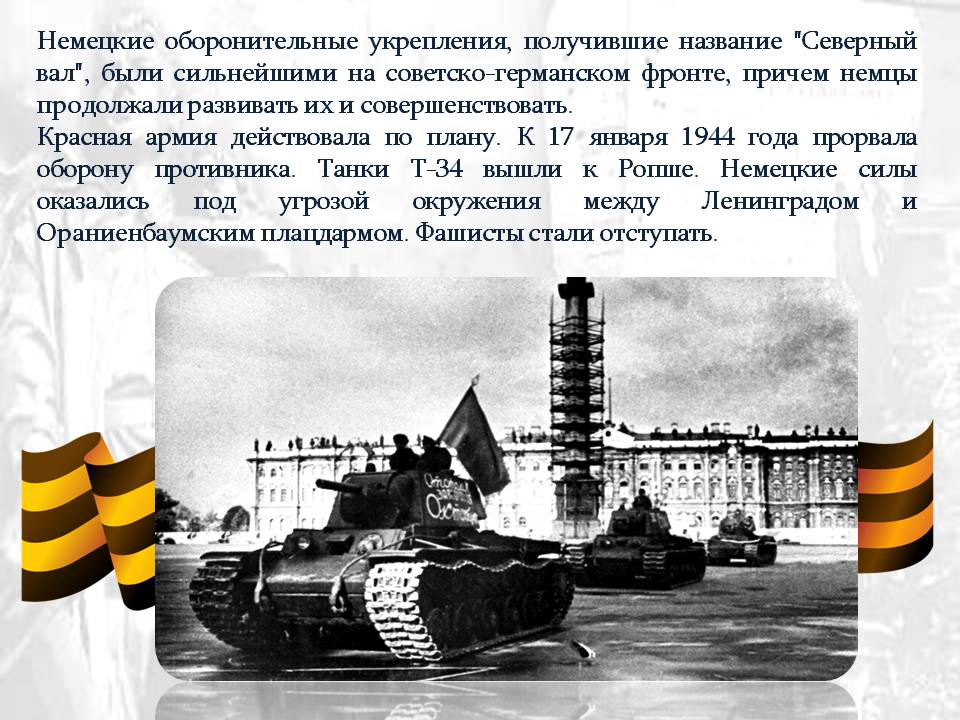 Немецкие оборонительные укрепления, получившие название "Северный
вал", были сильнейшими на советско-германском фронте, причем немцы
продолжали развивать их и совершенствовать.
Красная армия действовала по плану. К 17 января 1944 года прорвала
оборону противника. Танки Т-34 вышли к Ропше. Немецкие силы
оказались под угрозой окружения между Ленинградом и
Ораниенбаумским плацдармом. Фашисты стали отступать.
Отстоим
Октября